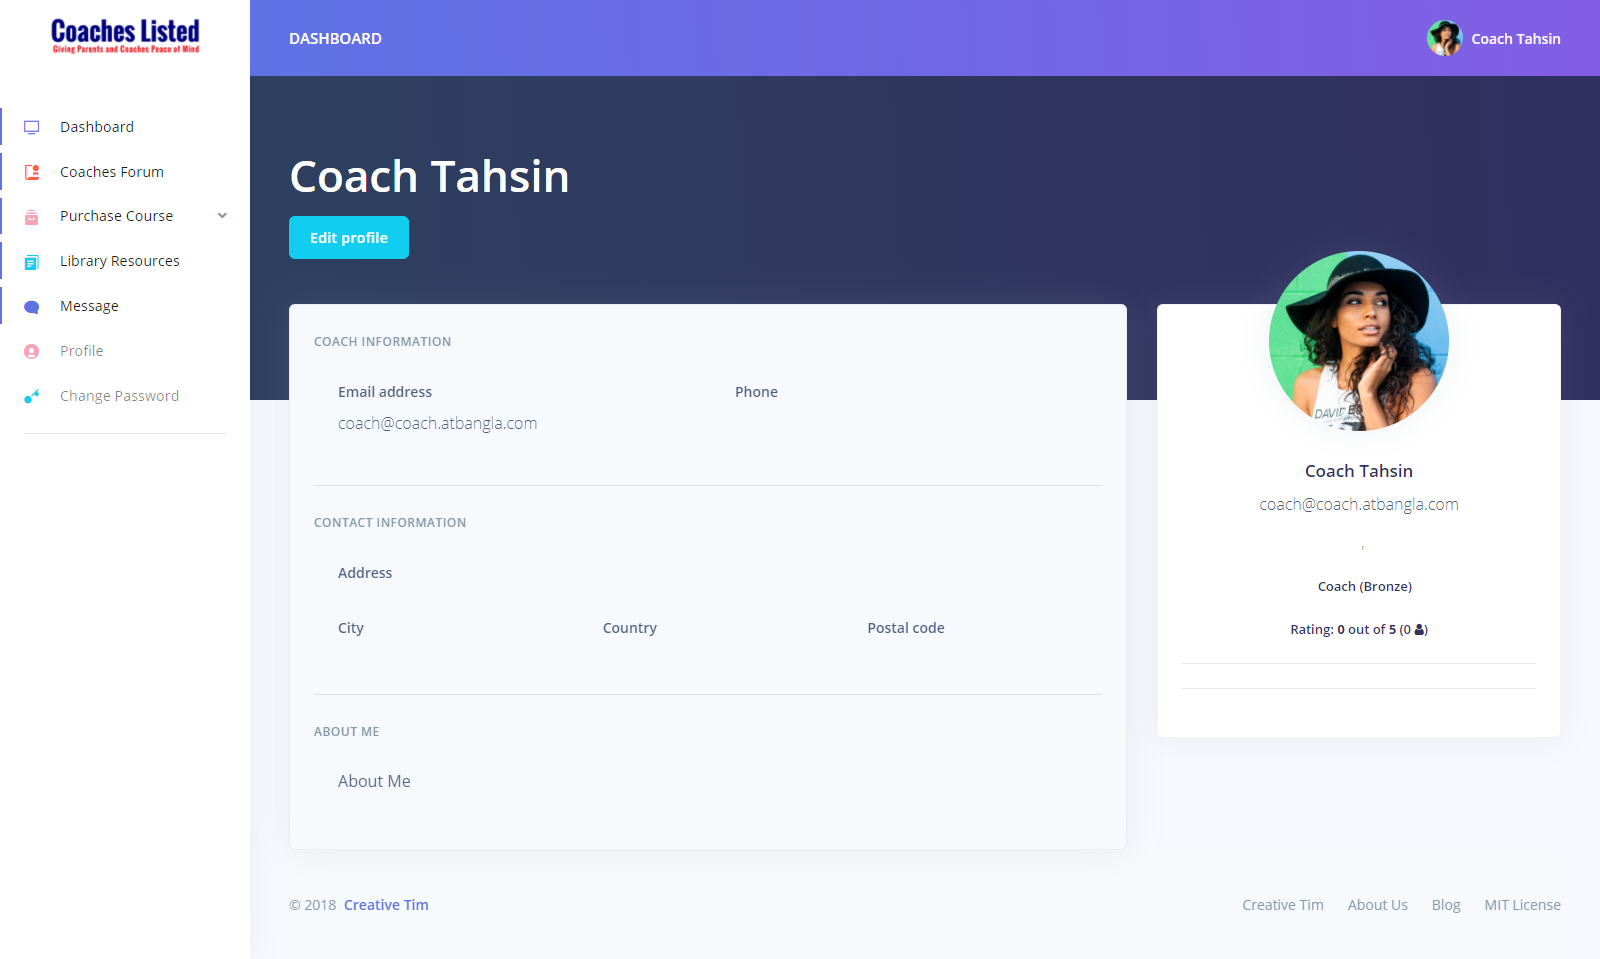 Coaches Listed
Giving Parents and Coaches Peace of Mind
DASHBOARD
Coach Tahsin
Dashboard
Coaches Forum
Purchase Course
Library Resources
Message
Profile
Change Password
Coach Tahsin
Edit profile
COACH INFORMATION
Email address
Phone
coach@coach.atbangla.com
CONTACT INFORMATION
Address
City
Country
Postal code
ABOUT ME
About Me
DAVID
Coach Tahsin
coach@coach.atbangla.com
,
Coach (Bronze)
Rating: 0 out of 5 (0 )
© 2018 Creative Tim
Creative Tim
About Us
Blog
MIT License